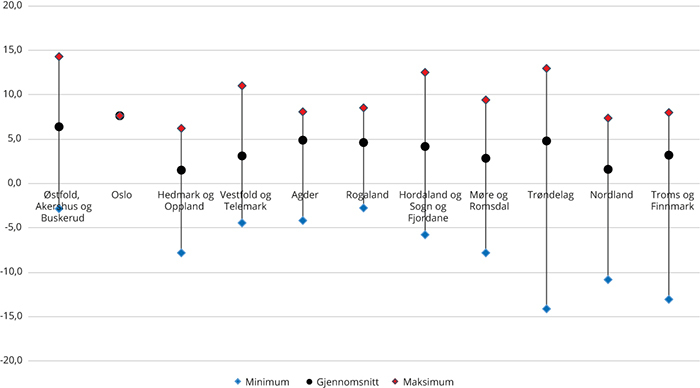 20,0
15,0
10,0
5,0
0,0
-5,0
-10,0
-15,0
-20,0
Østfold,
Akershus og
Buskerud
Oslo
Hedmark og
Oppland
Vestfold og
Telemark
Agder
Rogaland
Hordaland og
Sogn og
Fjordane
Møre og
Romsdal
Trøndelag
Nordland
Troms og
Finnmark
Minimum Gjennomsnitt Maksimum